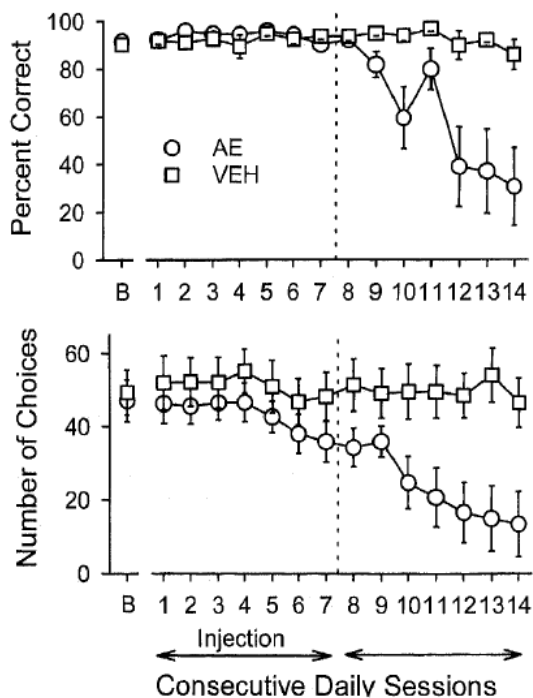 100
80
60
40
20
0
Percent Correct
AE
VEH
B 1 2 3 4 5 6 7 8 9 10 11 12 13 14
60
40
20
0
Number of Choices
B 1 2 3 4 5 6 7 8 9 10 11 12 13 14
Injection
Consecutive Daily Sessions